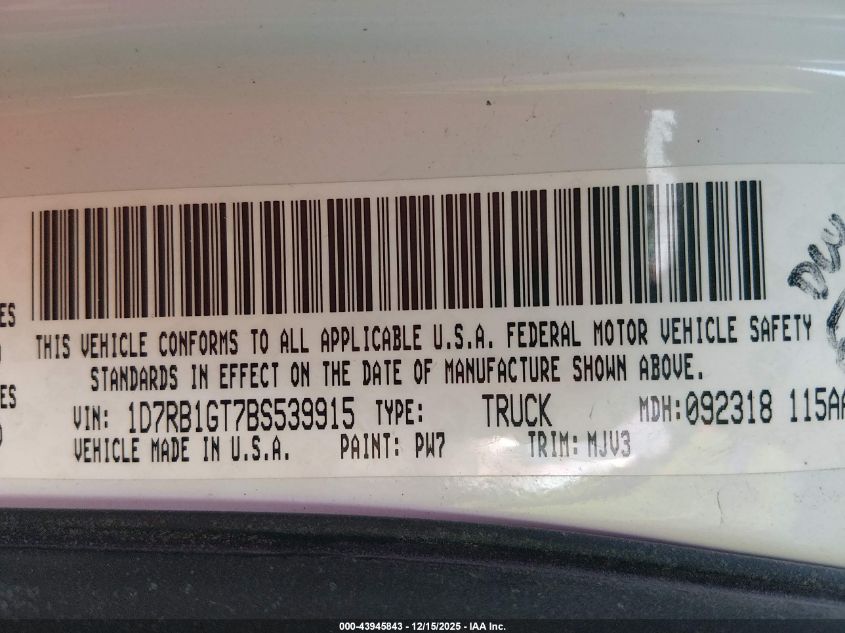 ES
)
THIS VEHICLE CONFORMS TO ALL APPLICABLE U.S.A. FEDERAL MOTOR VEHICLE SAFETY
STANDARDS IN EFFECT ON THE DATE OF MANUFACTURE SHOWN ABOVE.
ES
)
VIN: 1D7RB1GT7BS539915 TYPE: TRUCK MDH:092318 115AA
VEHICLE MADE IN U.S.A. PAINT: PW7 TRIM: MJV3
000-43945843 - 12/15/2025 - IAA Inc.